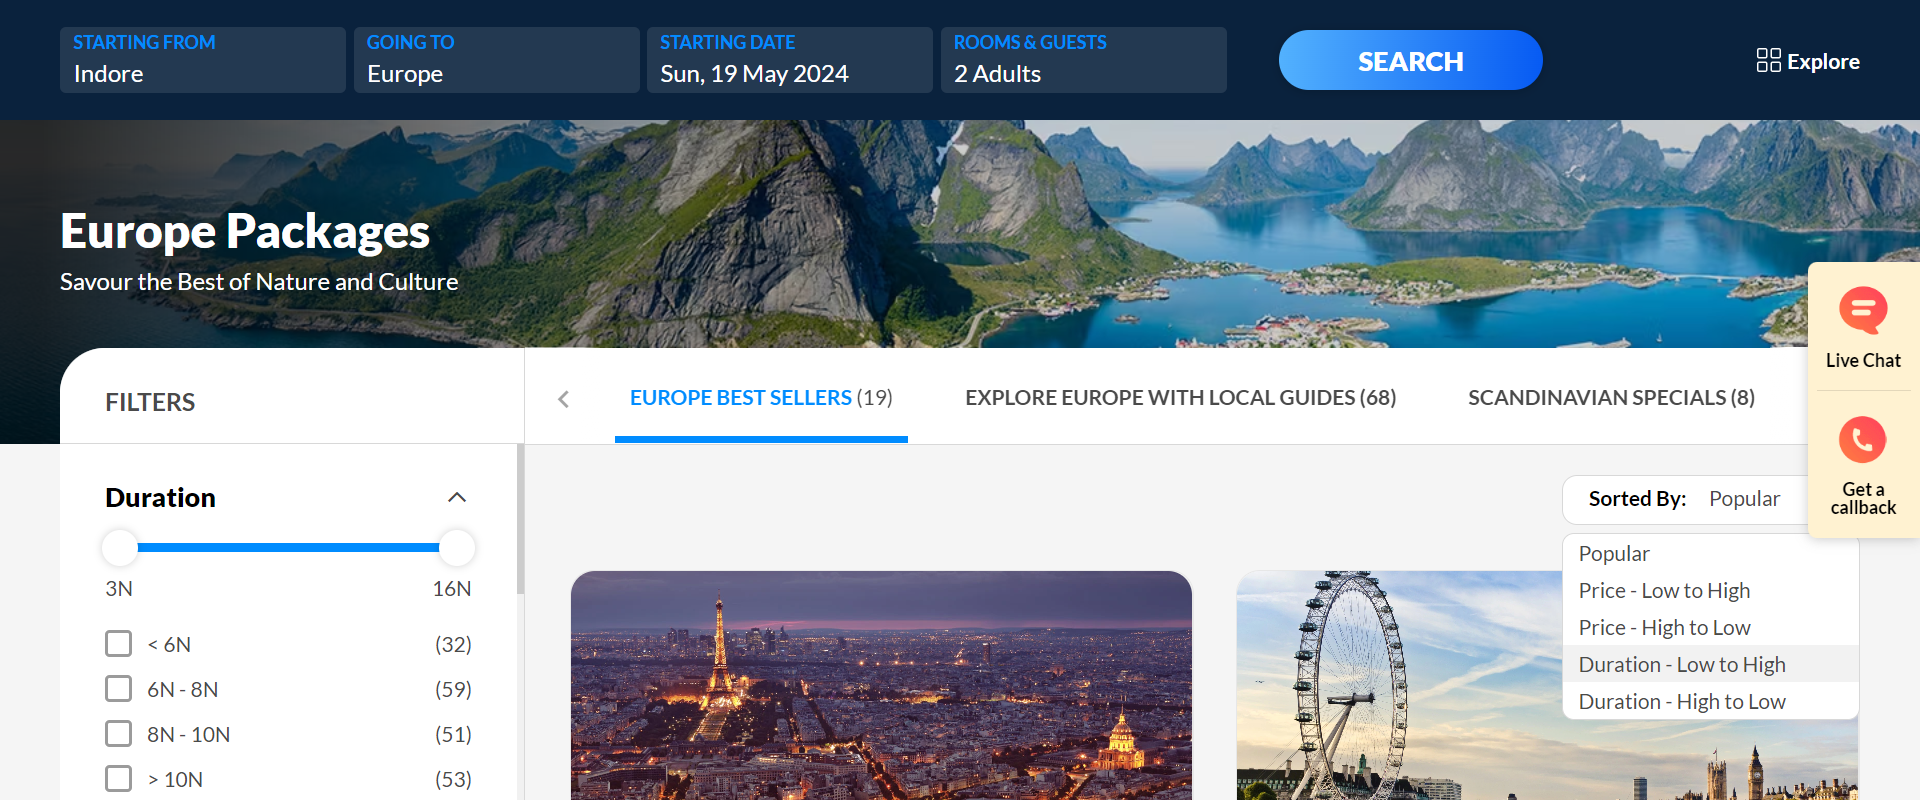 STARTING FROM
Indore
GOING TO
Europe
STARTING DATE
Sun, 19 May 2024
ROOMS & GUESTS
2 Adults
SEARCH
Explore
Europe Packages
Savour the Best of Nature and Culture
Live Chat
Get a
callback
FILTERS
EUROPE BEST SELLERS (19)
EXPLORE EUROPE WITH LOCAL GUIDES (68)
SCANDINAVIAN SPECIALS (8)
Duration
3N 16N
< 6N (32)
6N - 8N (59)
8N - 10N (51)
> 10N (53)
Sorted By: Popular
Popular
Price - Low to High
Price - High to Low
Duration - Low to High
Duration - High to Low